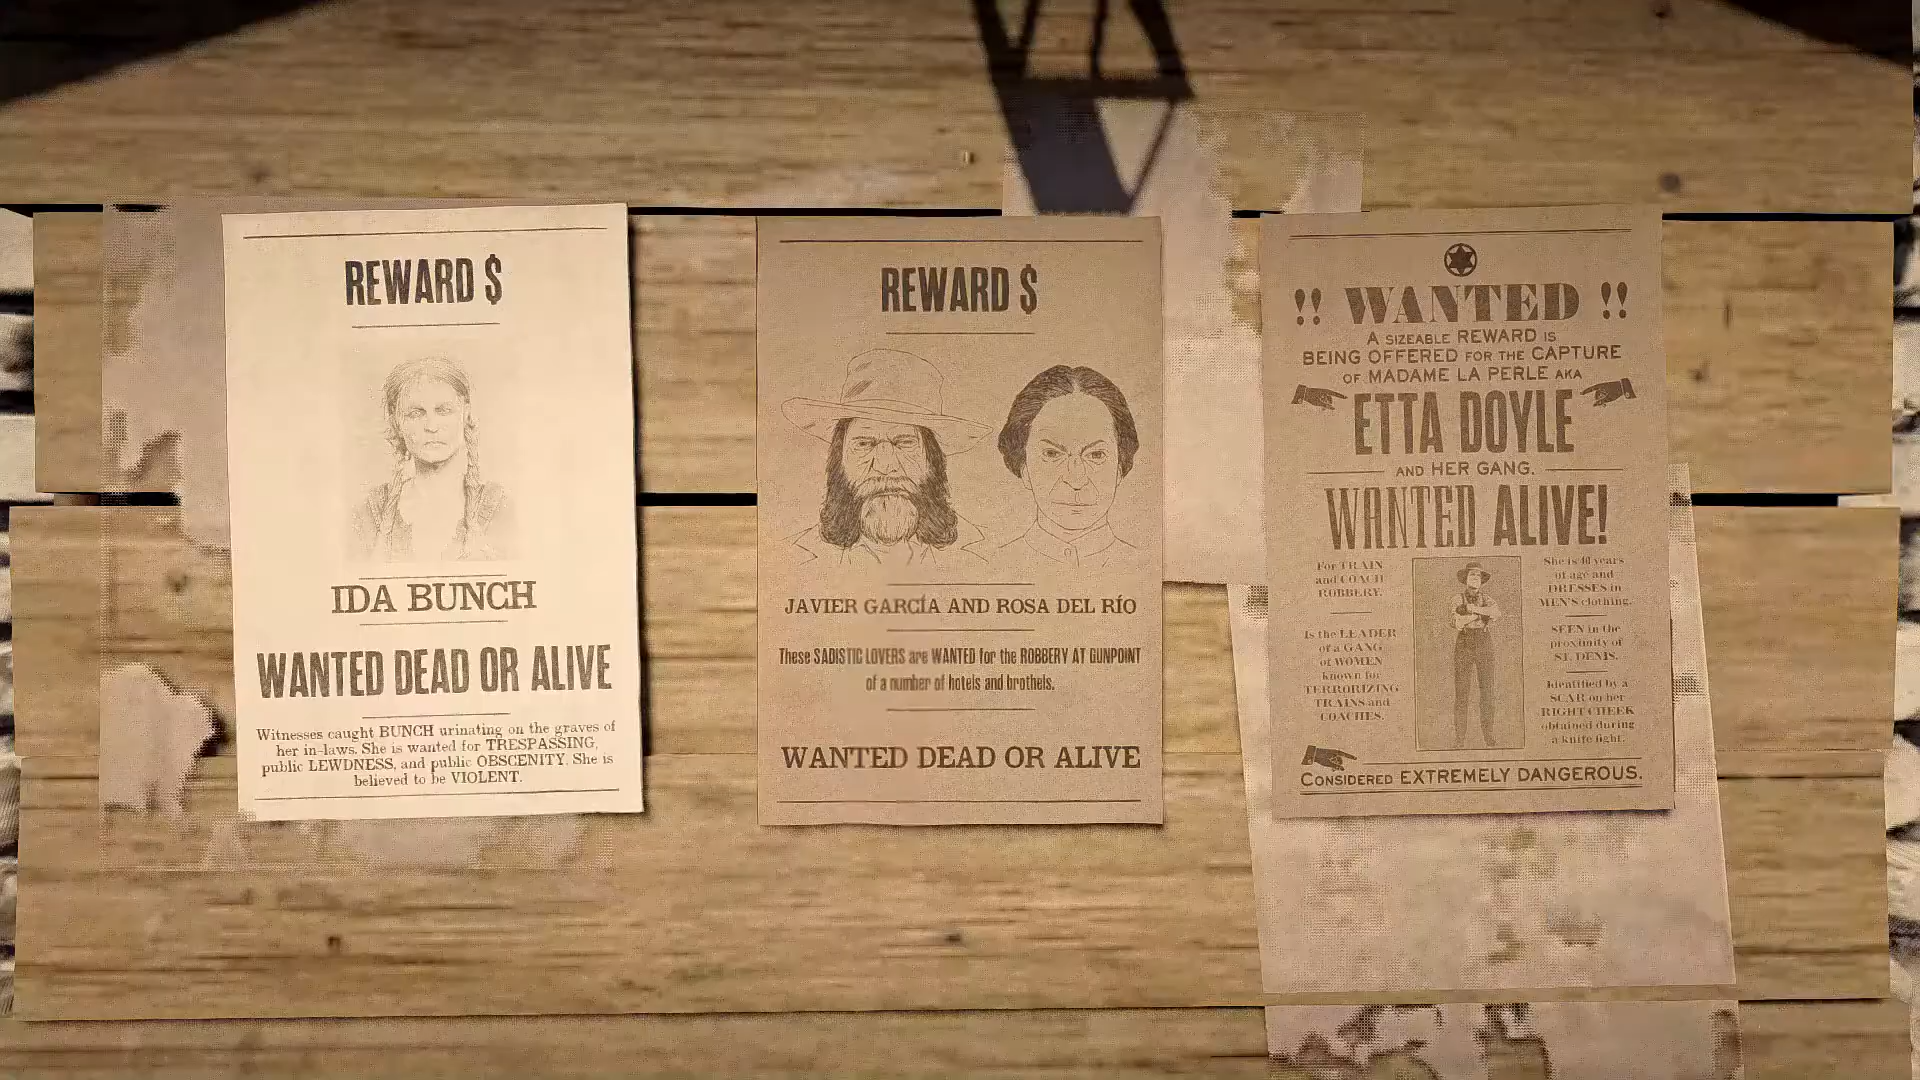 REWARD $
IDA BUNCH
WANTED DEAD OR ALIVE
Witnesses caught BUNCH urinating on the graves of
her in-laws. She is wanted for TRESPASSING,
public LEWDNESS, and public OBSCENITY. She is
believed to be VIOLENT.
REWARD $
JAVIER GARCÍA AND ROSA DEL RÍO
These SADISTIC LOVERS are WANTED for the ROBBERY AT GUNPOINT
of a number of hotels and brothels.
WANTED DEAD OR ALIVE
!! WANTED !!
A SIZEABLE REWARD IS
BEING OFFERED FOR THE CAPTURE
OF MADAME LA PERLE AKA
ETTA DOYLE
AND HER GANG.
WANTED ALIVE!
For TRAIN
and COACH
ROBBERY.
Is the LEADER
of a GANG
of WOMEN
known for
TERRORIZING
TRAINS and
COACHES.
She is 40 years
of age and
DRESSES in
MEN'S clothing.
SEEN in the
proximity of
ST. DENIS.
Identified by a
SCAR on her
RIGHT CHEEK
obtained during
a knife fight.
CONSIDERED EXTREMELY DANGEROUS.